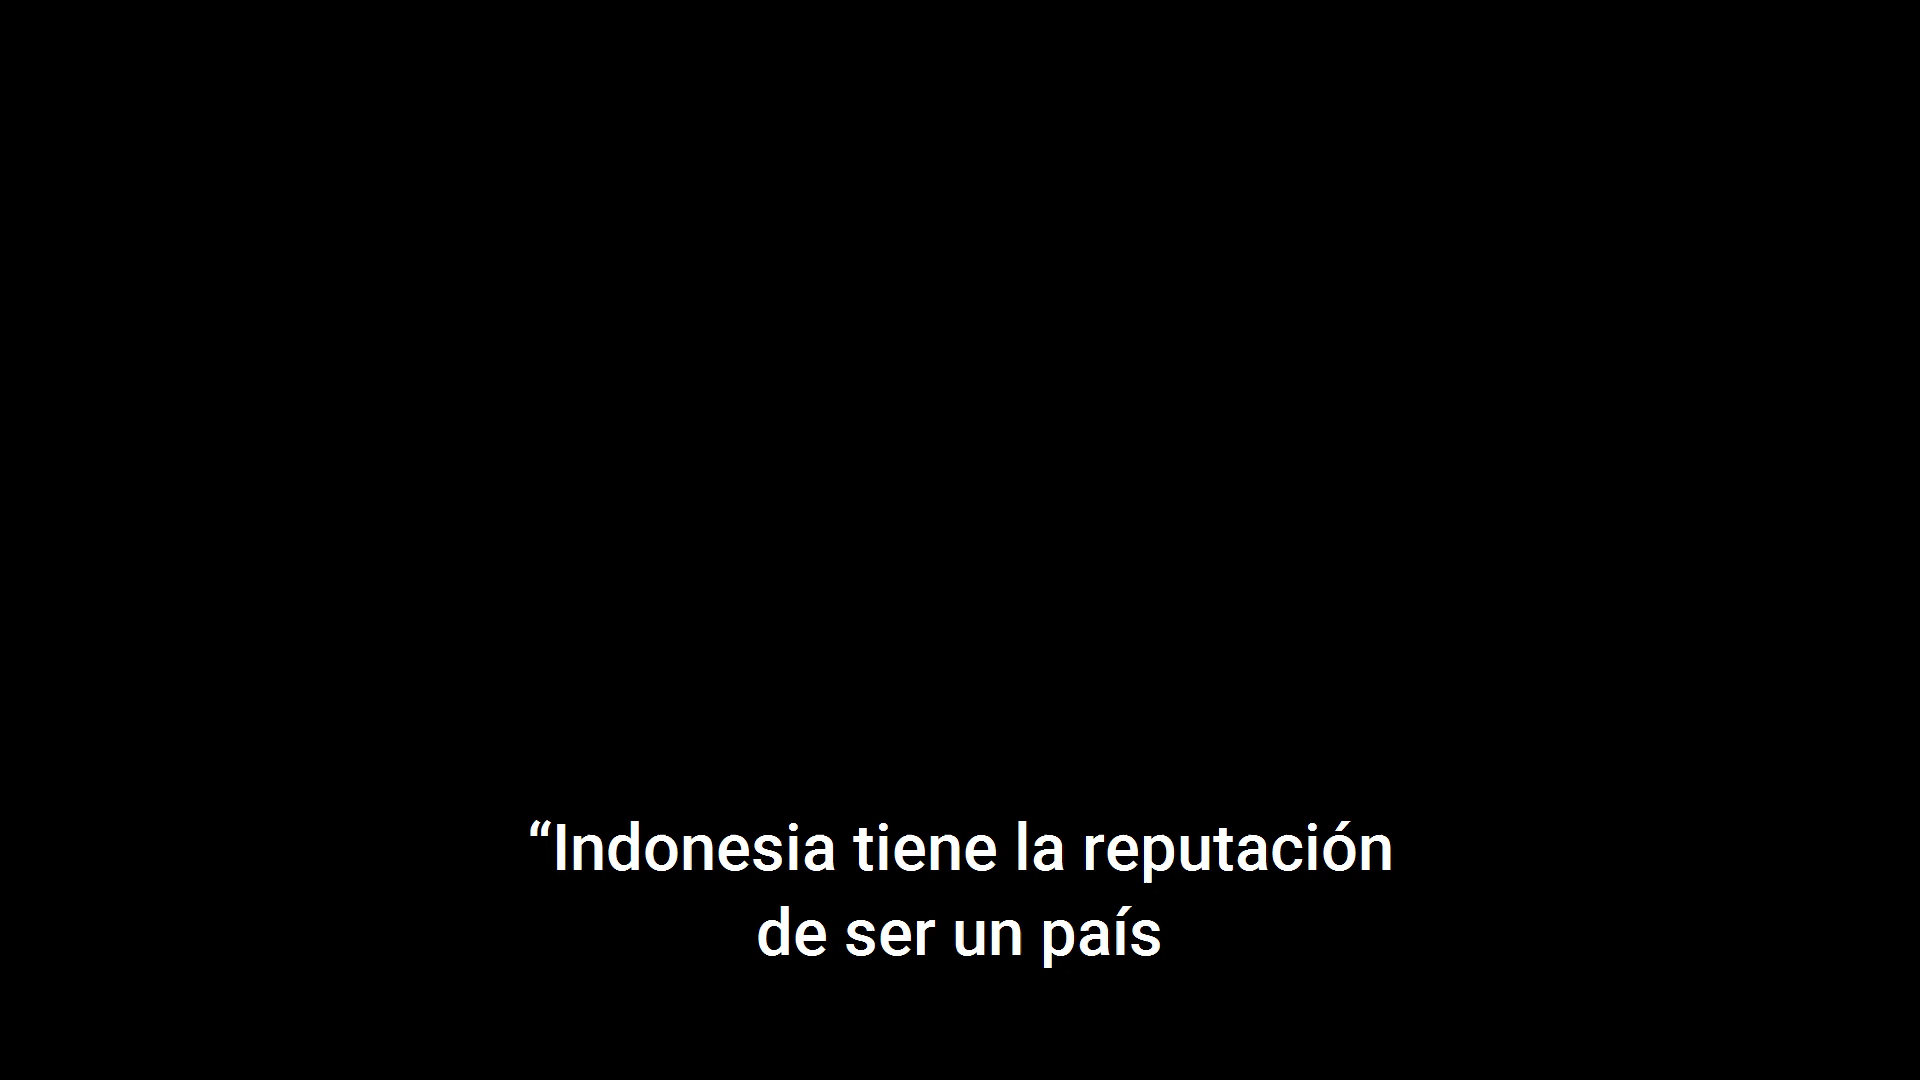 “Indonesia tiene la reputación
de ser un país